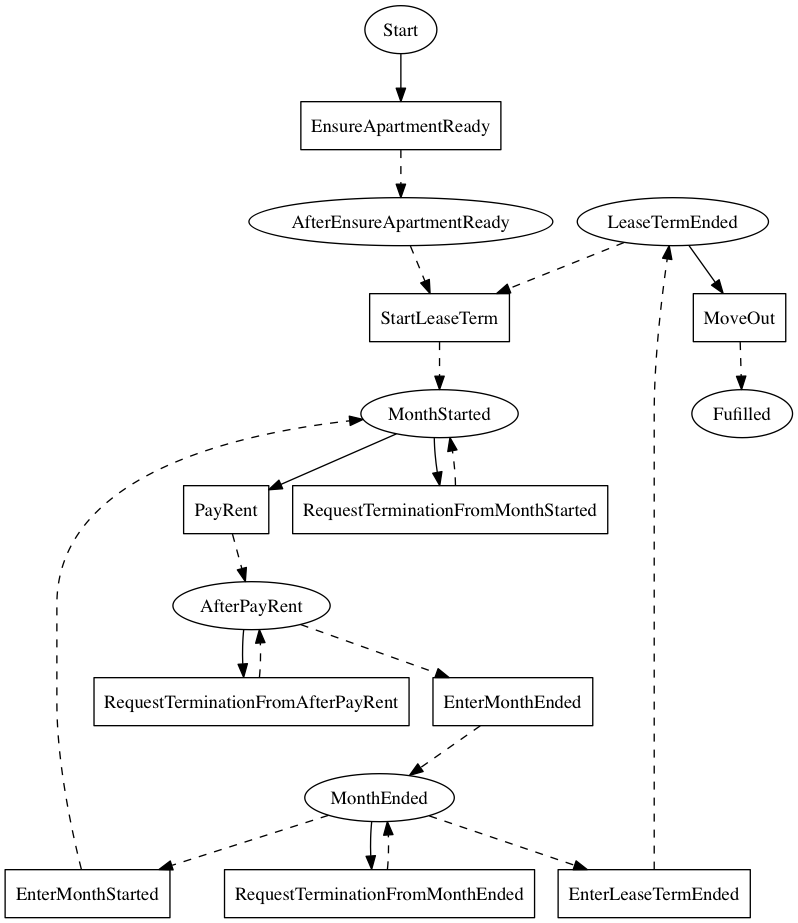 Start
EnsureApartmentReady
AfterEnsureApartmentReady
LeaseTermEnded
StartLeaseTerm
MoveOut
MonthStarted
Fufilled
PayRent
RequestTerminationFromMonthStarted
AfterPayRent
RequestTerminationFromAfterPayRent
EnterMonthEnded
MonthEnded
EnterMonthStarted
RequestTerminationFromMonthEnded
EnterLeaseTermEnded